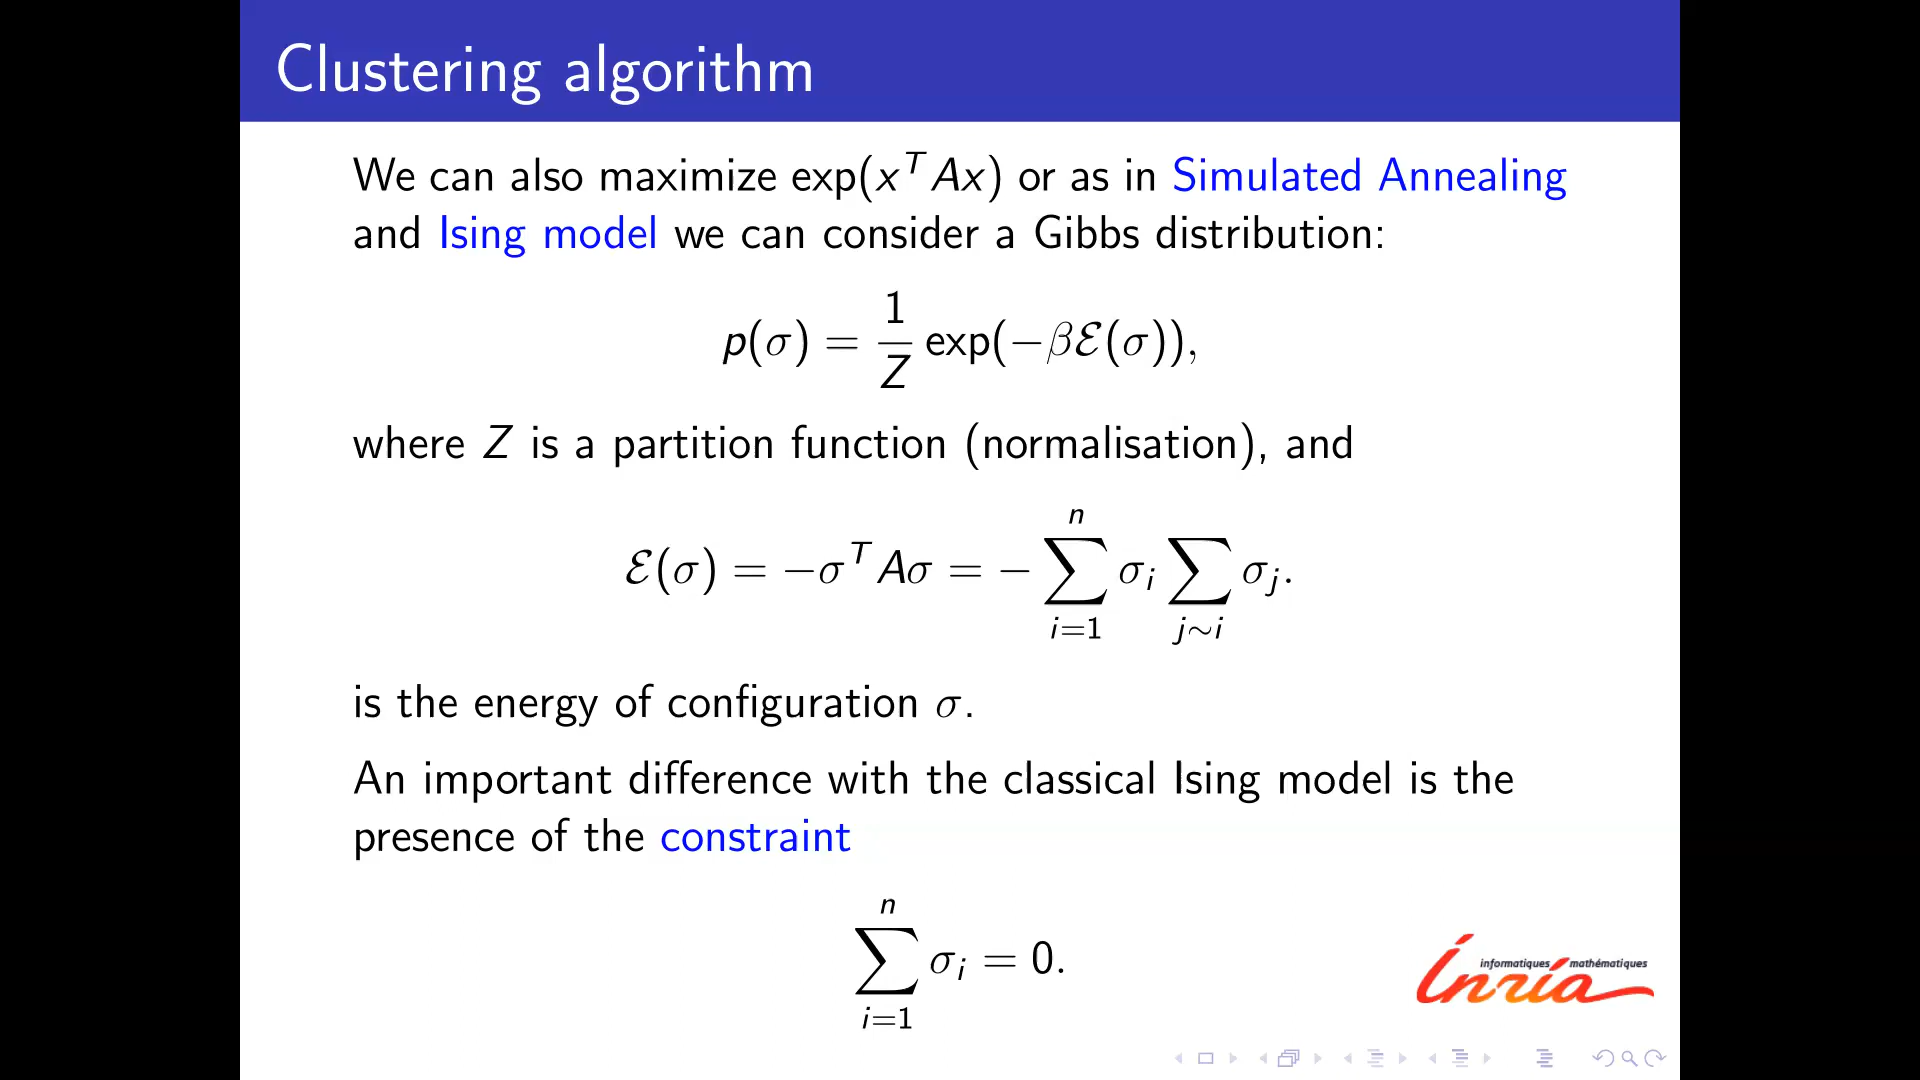 Clustering algorithm
We can also maximize exp(x^T Ax) or as in Simulated Annealing
and Ising model we can consider a Gibbs distribution:
p(σ) = 1/Z exp(−βℰ(σ)),
where Z is a partition function (normalisation), and
ℰ(σ) = −σ^T Aσ = − ∑_{i=1}^{n} σ_i ∑_{j∼i} σ_j.
is the energy of configuration σ.
An important difference with the classical Ising model is the
presence of the constraint
∑_{i=1}^{n} σ_i = 0.
informatiques mathématiques
inria